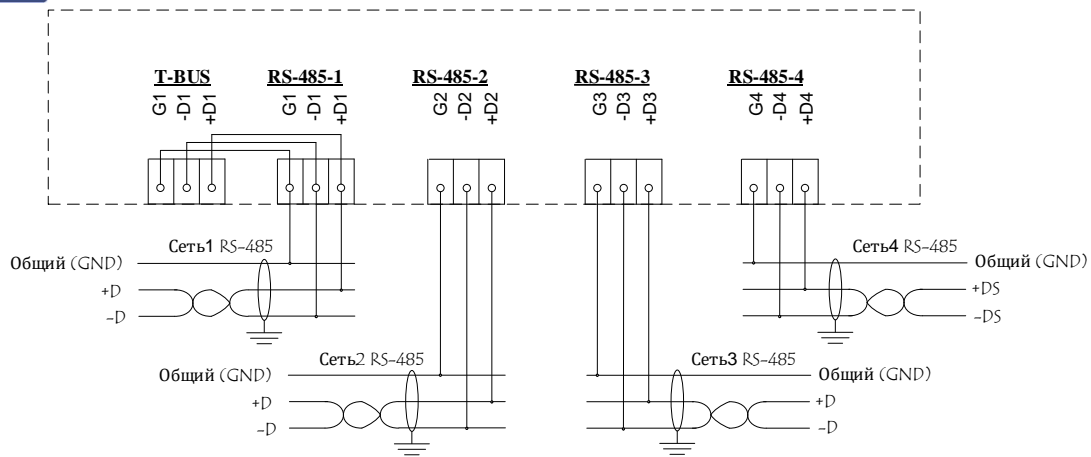 T-BUS RS-485-1 RS-485-2 RS-485-3 RS-485-4
G1 -D1 +D1 G1 -D1 +D1 G2 -D2 +D2 G3 -D3 +D3 G4 -D4 +D4
Сеть1 RS-485 Сеть4 RS-485
Общий (GND) Общий (GND)
+D +DS
-D -DS
Сеть2 RS-485 Сеть3 RS-485
Общий (GND) Общий (GND)
+D +D
-D -D